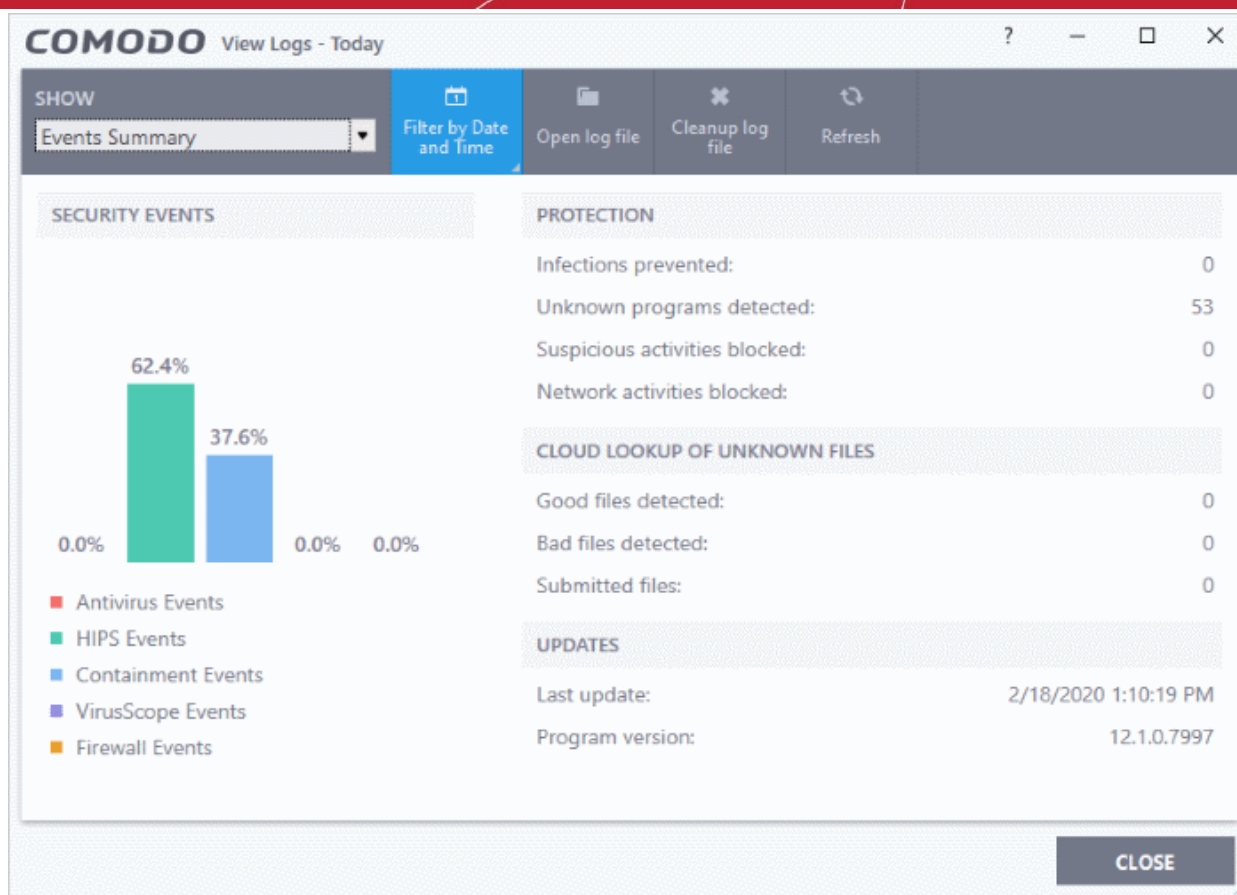 COMODO View Logs - Today
?
SHOW
Events Summary
Filter by Date
and Time
Open log file
Cleanup log
file
Refresh
SECURITY EVENTS
62.4%
37.6%
0.0%
0.0%
0.0%
Antivirus Events
HIPS Events
Containment Events
VirusScope Events
Firewall Events
PROTECTION
Infections prevented: 0
Unknown programs detected: 53
Suspicious activities blocked: 0
Network activities blocked: 0
CLOUD LOOKUP OF UNKNOWN FILES
Good files detected: 0
Bad files detected: 0
Submitted files: 0
UPDATES
Last update: 2/18/2020 1:10:19 PM
Program version: 12.1.0.7997
CLOSE